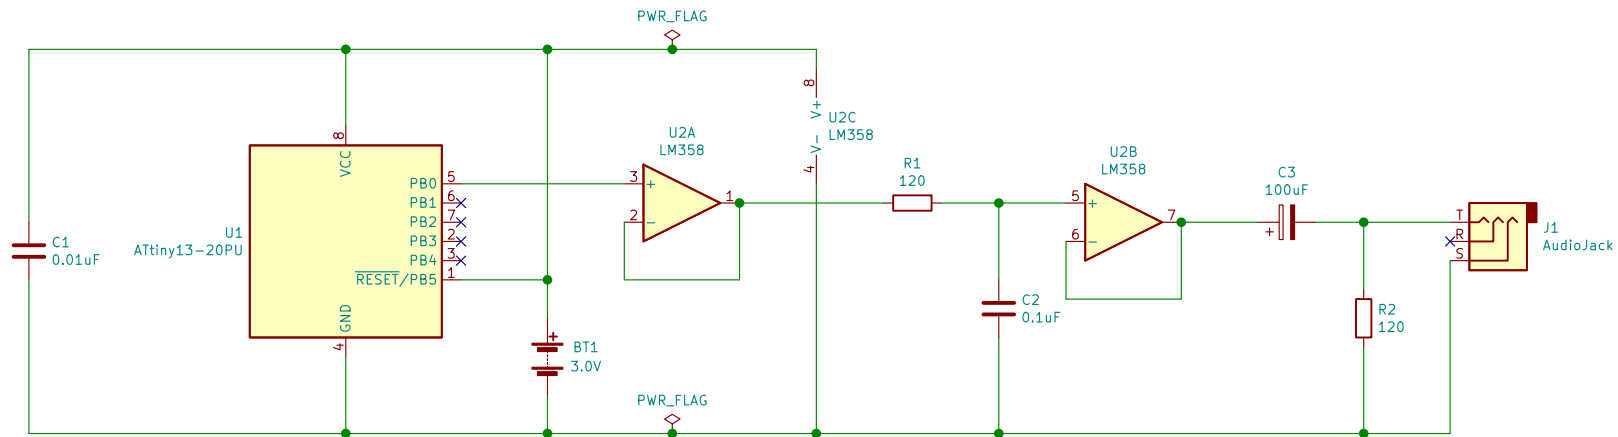 PWR_FLAG
8
VCC
U1
ATtiny13-20PU
PB0 5
PB1 6
PB2 7
PB3 2
PB4 3
RESET/PB5 1
GND
4
C1
0.01uF
BT1
3.0V
PWR_FLAG
U2A
LM358
3 +
2 -
1
8
V+
U2C
LM358
V-
4
R1
120
C2
0.1uF
U2B
LM358
5 +
6 -
7
C3
100uF
+
R2
120
T
R
S
J1
AudioJack